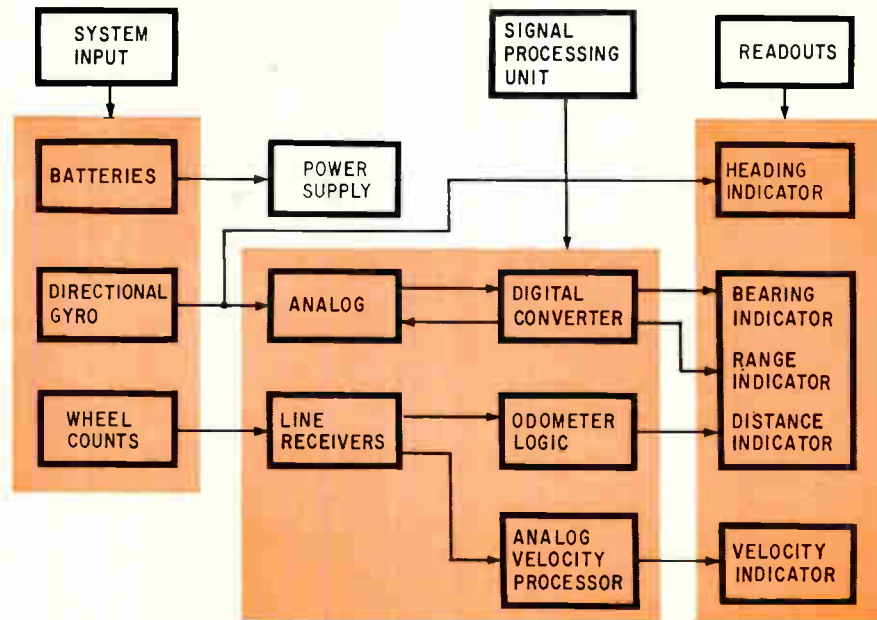 SYSTEM
INPUT
SIGNAL
PROCESSING
UNIT
READOUTS
BATTERIES
POWER
SUPPLY
HEADING
INDICATOR
DIRECTIONAL
GYRO
ANALOG
DIGITAL
CONVERTER
BEARING
INDICATOR
RANGE
INDICATOR
DISTANCE
INDICATOR
WHEEL
COUNTS
LINE
RECEIVERS
ODOMETER
LOGIC
ANALOG
VELOCITY
PROCESSOR
VELOCITY
INDICATOR